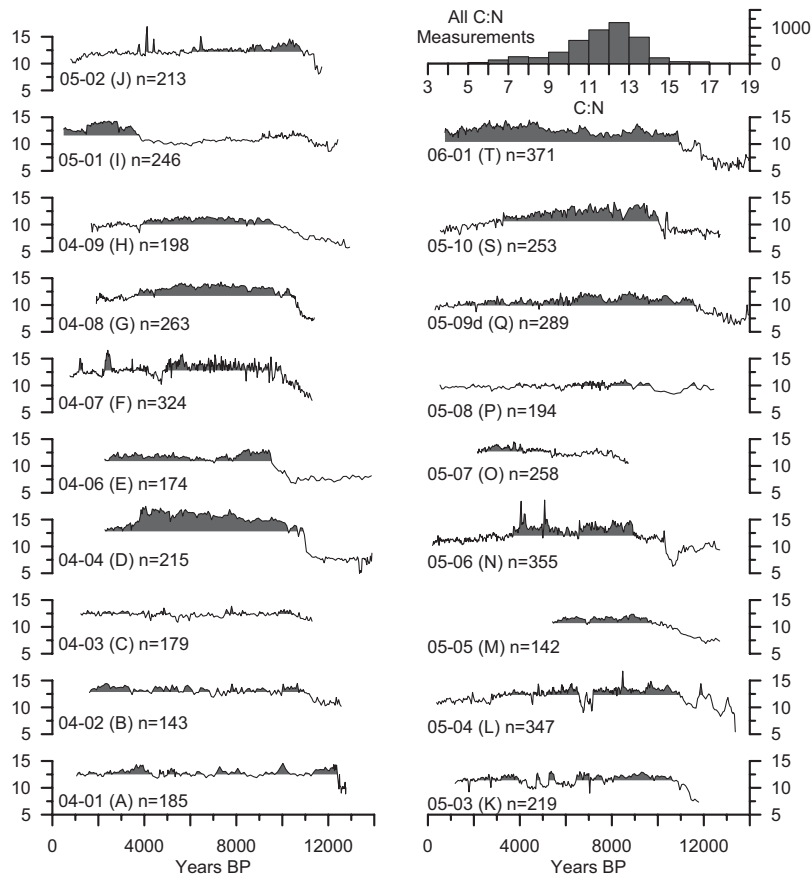 15
10
5
05-02 (J) n=213
15
10
5
05-01 (I) n=246
15
10
5
04-09 (H) n=198
15
10
5
04-08 (G) n=263
15
10
5
04-07 (F) n=324
15
10
5
04-06 (E) n=174
15
10
5
04-04 (D) n=215
15
10
5
04-03 (C) n=179
15
10
5
04-02 (B) n=143
15
10
5
04-01 (A) n=185
0 4000 8000 12000
Years BP
All C:N
Measurements
1000
0
3 5 7 9 11 13 15 17 19
C:N
15
10
5
06-01 (T) n=371
15
10
5
05-10 (S) n=253
15
10
5
05-09d (Q) n=289
15
10
5
05-08 (P) n=194
15
10
5
05-07 (O) n=258
15
10
5
05-06 (N) n=355
15
10
5
05-05 (M) n=142
15
10
5
05-04 (L) n=347
15
10
5
05-03 (K) n=219
0 4000 8000 12000
Years BP